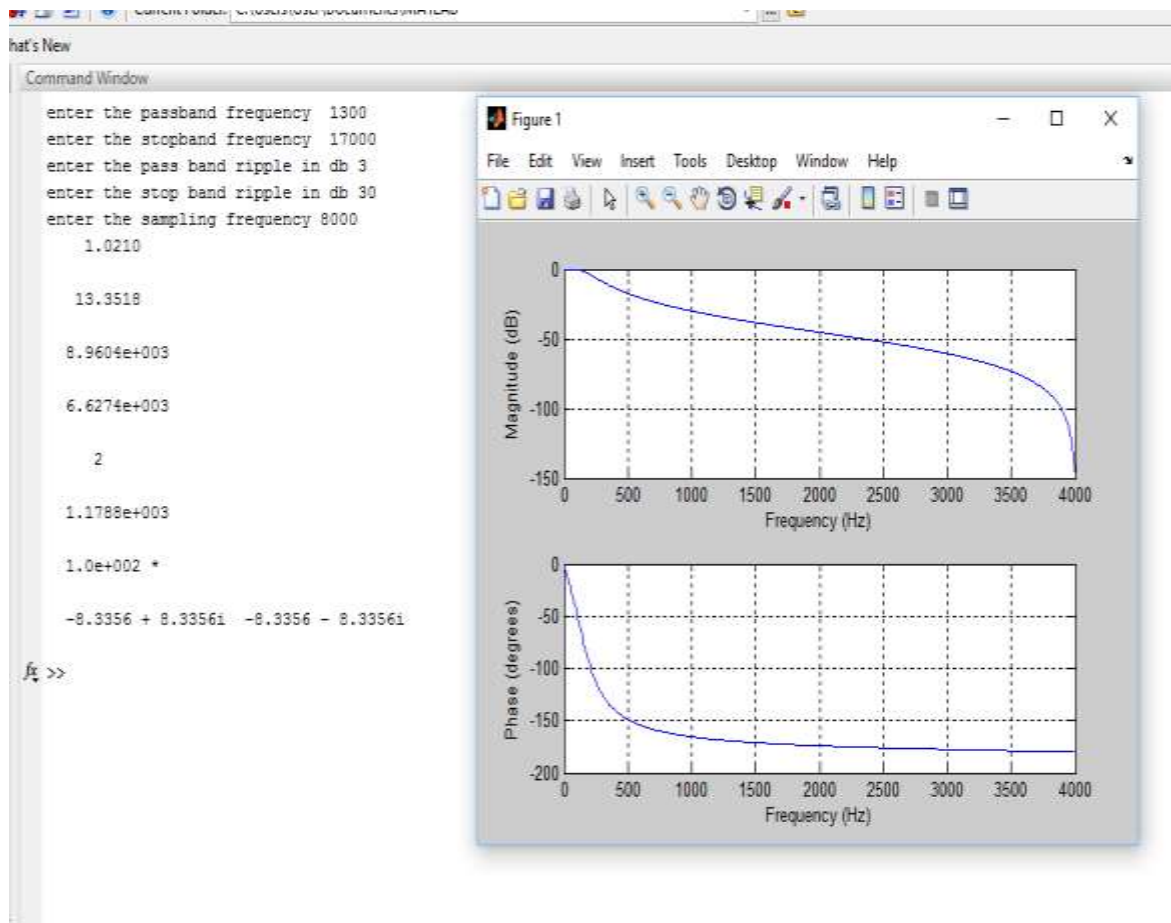 hat's New
Command Window
enter the passband frequency 1300
enter the stopband frequency 17000
enter the pass band ripple in db 3
enter the stop band ripple in db 30
enter the sampling frequency 8000
1.0210
13.3518
8.9604e+003
6.6274e+003
2
1.1788e+003
1.0e+002 *
-8.3356 + 8.3356i -8.3356 - 8.3356i
fx >>
Figure 1
File Edit View Insert Tools Desktop Window Help
Magnitude (dB)
0
-50
-100
-150
0 500 1000 1500 2000 2500 3000 3500 4000
Frequency (Hz)
Phase (degrees)
0
-50
-100
-150
-200
0 500 1000 1500 2000 2500 3000 3500 4000
Frequency (Hz)